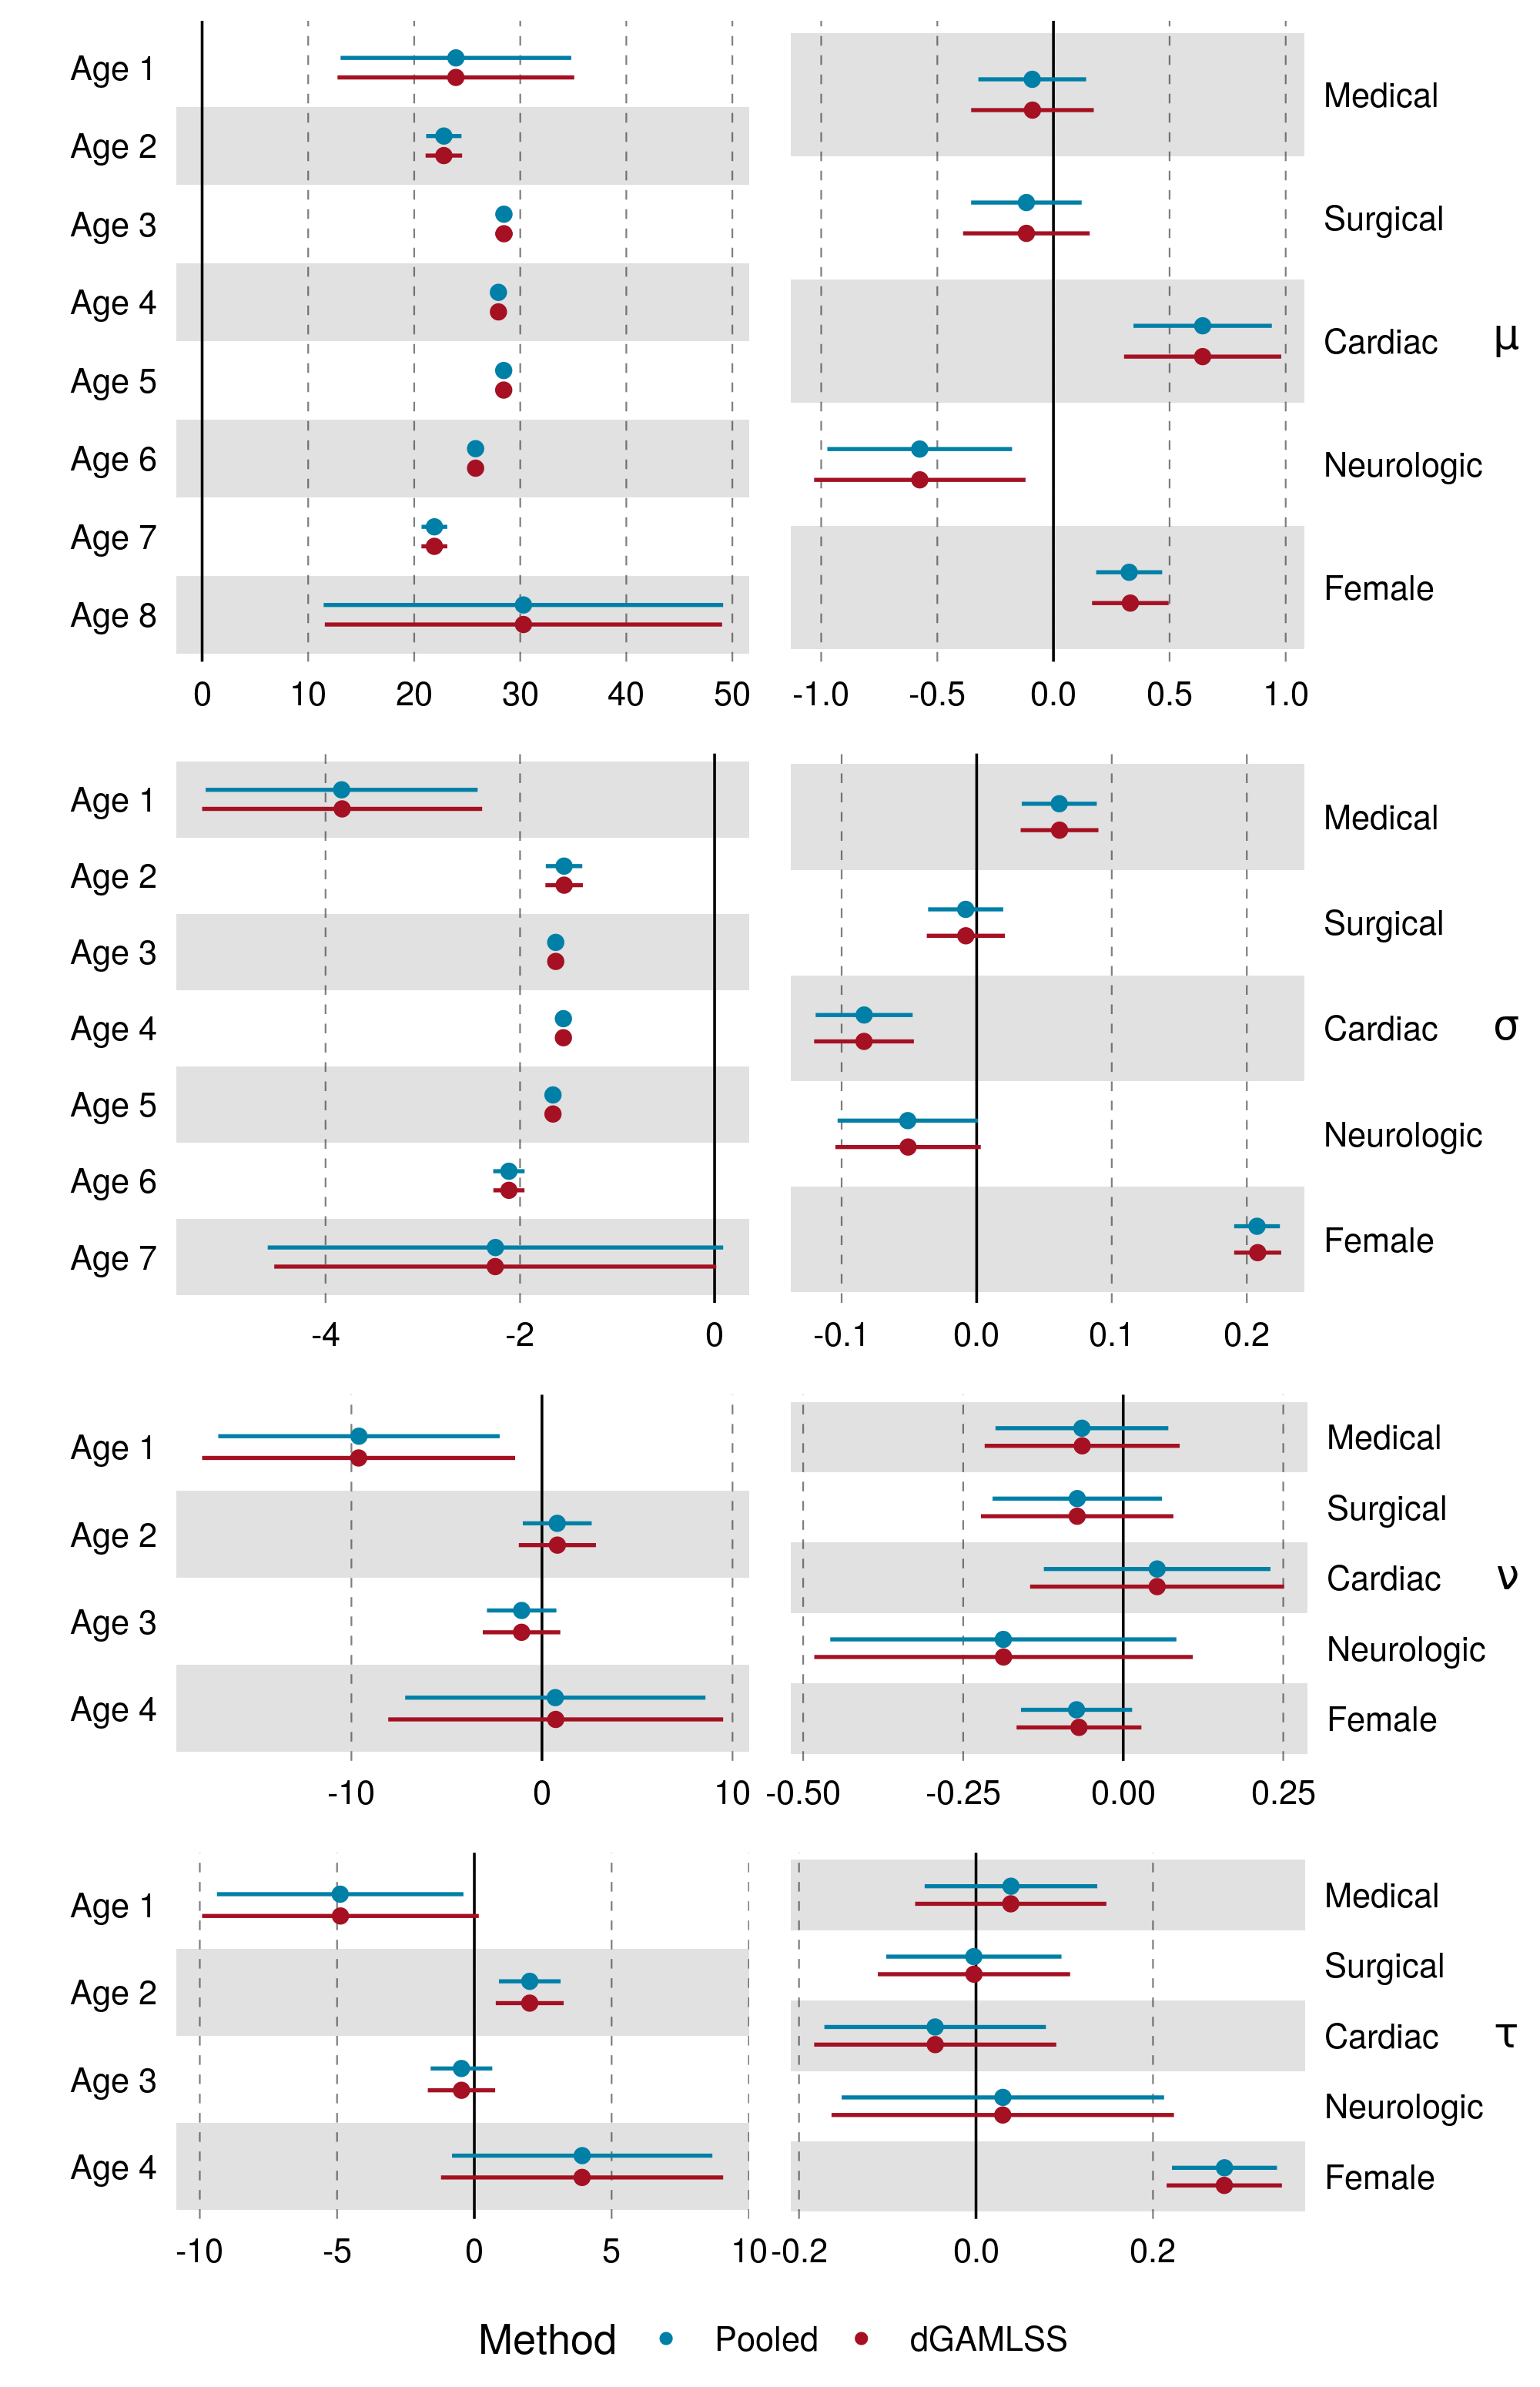 Age 1
Age 2
Age 3
Age 4
Age 5
Age 6
Age 7
Age 8
0 10 20 30 40 50
Medical
Surgical
Cardiac
Neurologic
Female
μ
-1.0 -0.5 0.0 0.5 1.0
Age 1
Age 2
Age 3
Age 4
Age 5
Age 6
Age 7
-4 -2 0
Medical
Surgical
Cardiac
Neurologic
Female
σ
-0.1 0.0 0.1 0.2
Age 1
Age 2
Age 3
Age 4
-10 0 10
Medical
Surgical
Cardiac
Neurologic
Female
ν
-0.50 -0.25 0.00 0.25
Age 1
Age 2
Age 3
Age 4
-10 -5 0 5 10
Medical
Surgical
Cardiac
Neurologic
Female
τ
-0.2 0.0 0.2
Method Pooled dGAMLSS